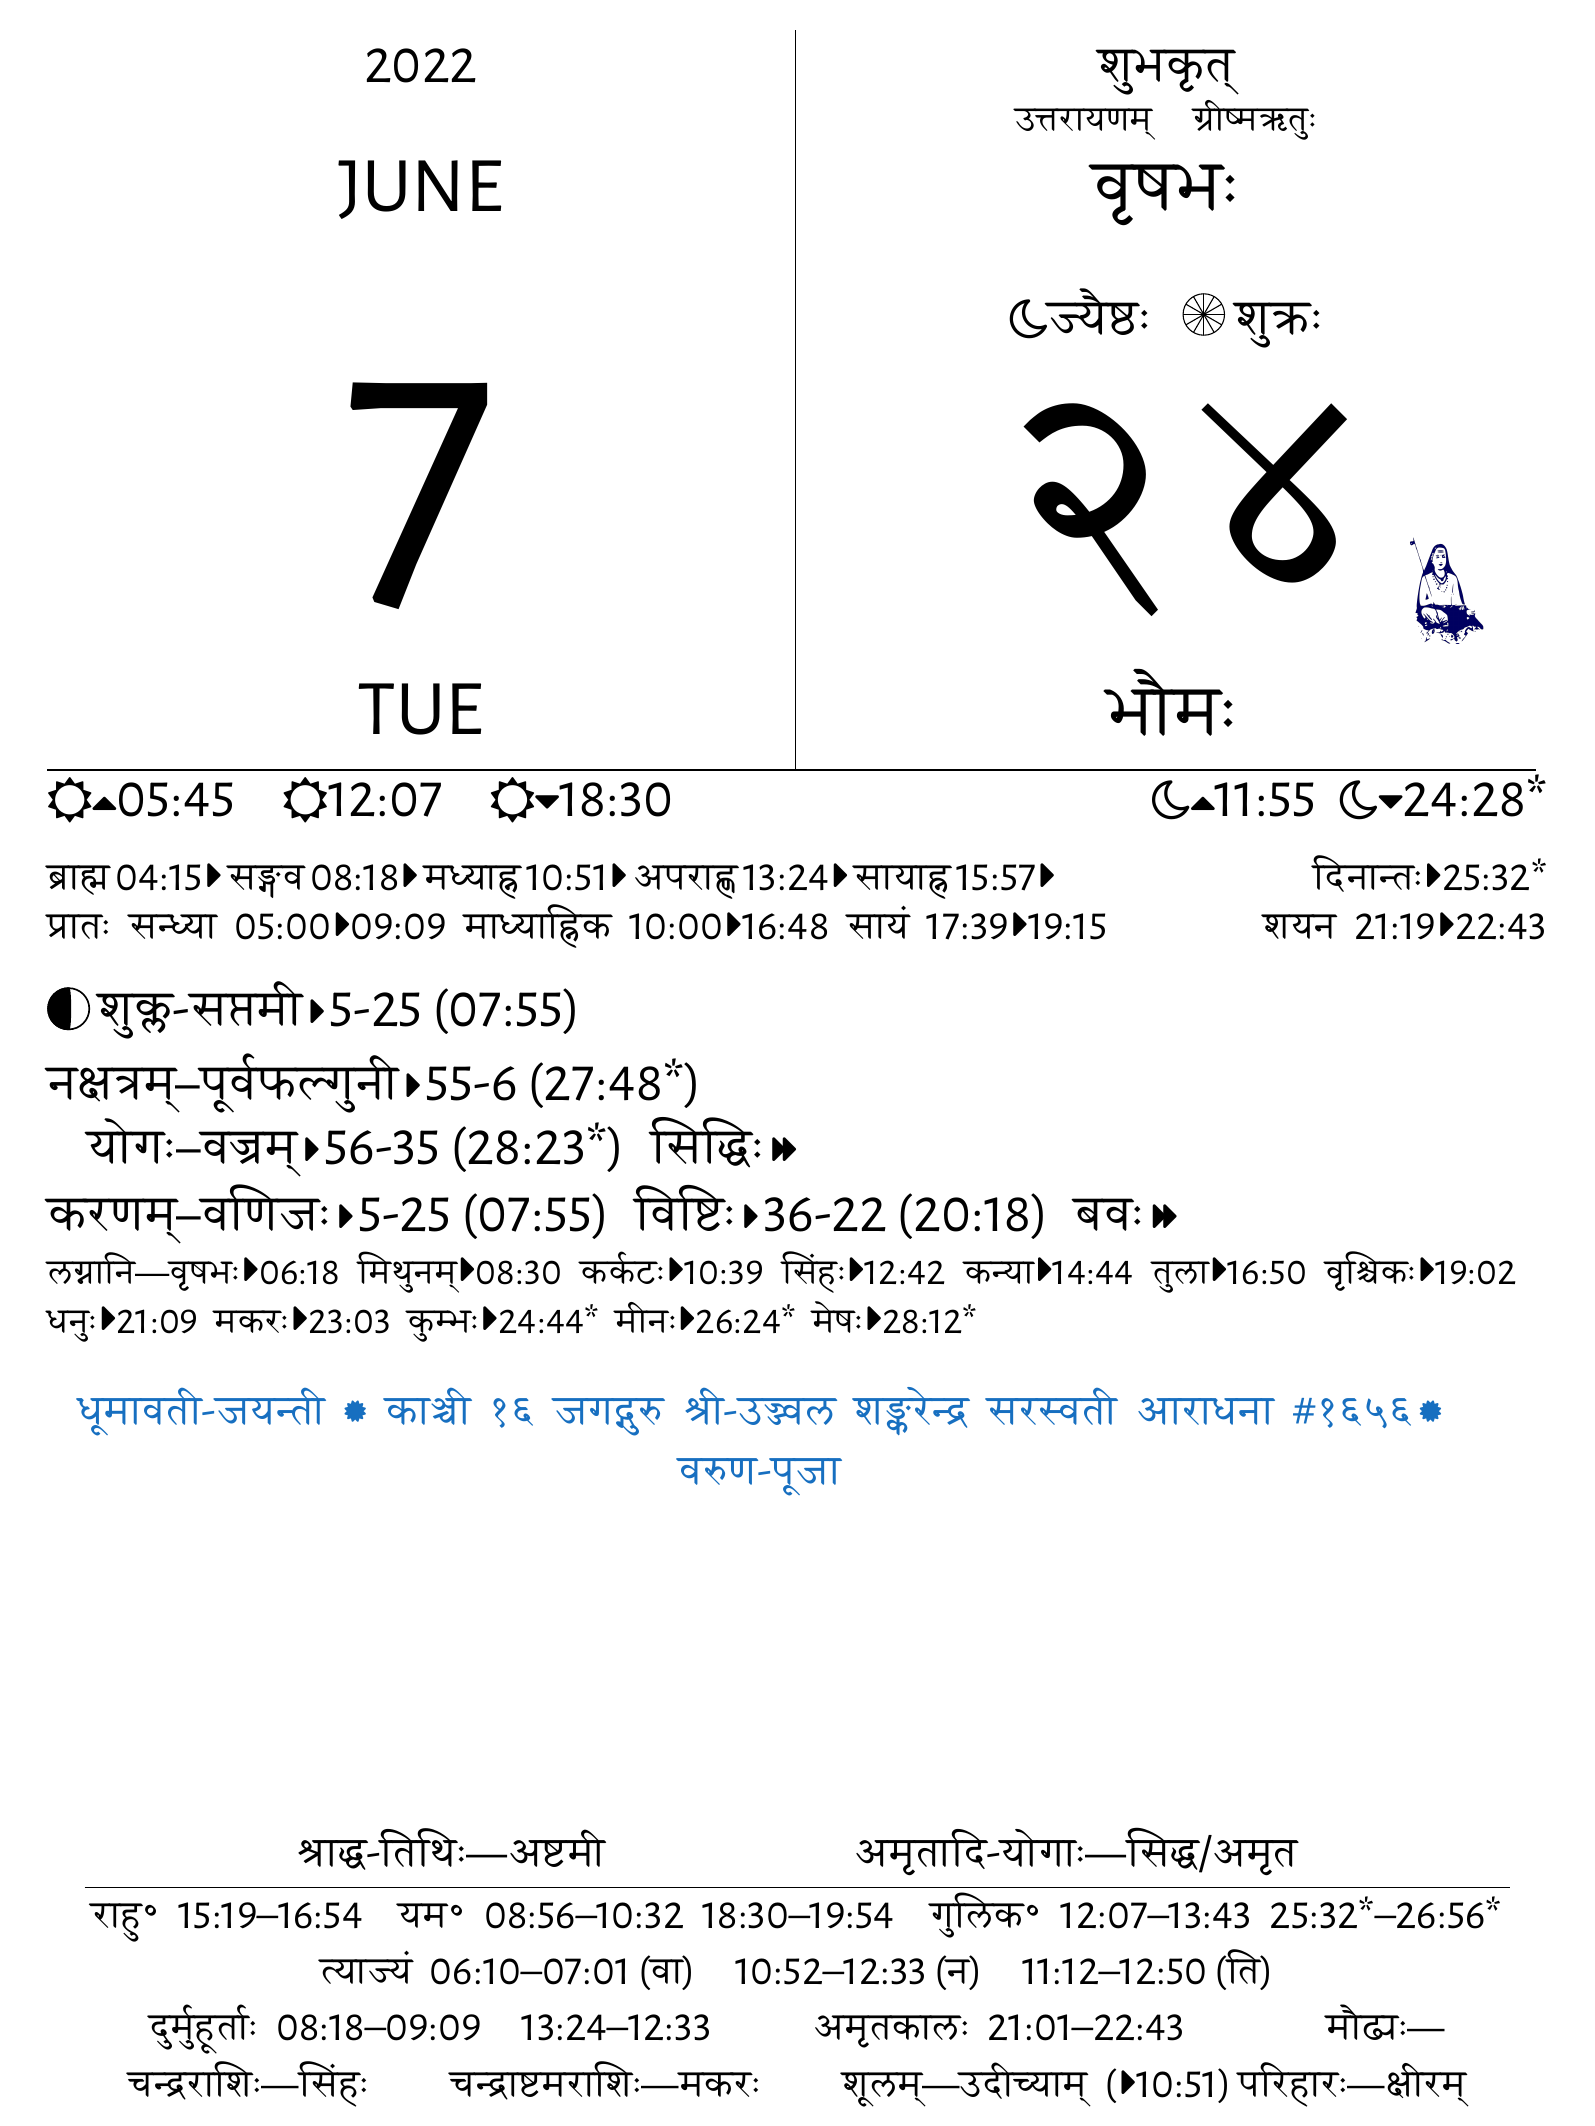 2022
JUNE
7
TUE
शुभकृत्
उत्तरायणम् ग्रीष्मऋतुः
वृषभः
ज्यैष्ठः शुक्रः
२४
भौमः
05:45 12:07 18:30 11:55 24:28*
ब्राह्म 04:15 सङ्गव 08:18 मध्याह्न 10:51 अपराह्ण 13:24 सायाह्न 15:57 दिनान्तः 25:32*
प्रातः सन्ध्या 05:00 09:09 माध्याह्निक 10:00 16:48 सायं 17:39 19:15 शयन 21:19 22:43
शुक्ल-सप्तमी 5-25 (07:55)
नक्षत्रम्–पूर्वफल्गुनी 55-6 (27:48*)
योगः–वज्रम् 56-35 (28:23*) सिद्धिः
करणम्–वणिजः 5-25 (07:55) विष्टिः 36-22 (20:18) बवः
लग्नानि—वृषभः 06:18 मिथुनम् 08:30 कर्कटः 10:39 सिंहः 12:42 कन्या 14:44 तुला 16:50 वृश्चिकः 19:02
धनुः 21:09 मकरः 23:03 कुम्भः 24:44* मीनः 26:24* मेषः 28:12*
धूमावती-जयन्ती काञ्ची १६ जगद्गुरु श्री-उज्ज्वल शङ्करेन्द्र सरस्वती आराधना #१६५६
वरुण-पूजा
श्राद्ध-तिथिः—अष्टमी अमृतादि-योगाः—सिद्ध/अमृत
राहु॰ 15:19–16:54 यम॰ 08:56–10:32 18:30–19:54 गुलिक॰ 12:07–13:43 25:32*–26:56*
त्याज्यं 06:10–07:01 (वा) 10:52–12:33 (न) 11:12–12:50 (ति)
दुर्मुहूर्ताः 08:18–09:09 13:24–12:33 अमृतकालः 21:01–22:43 मौढ्यः—
चन्द्रराशिः—सिंहः चन्द्राष्टमराशिः—मकरः शूलम्—उदीच्याम् (10:51) परिहारः—क्षीरम्